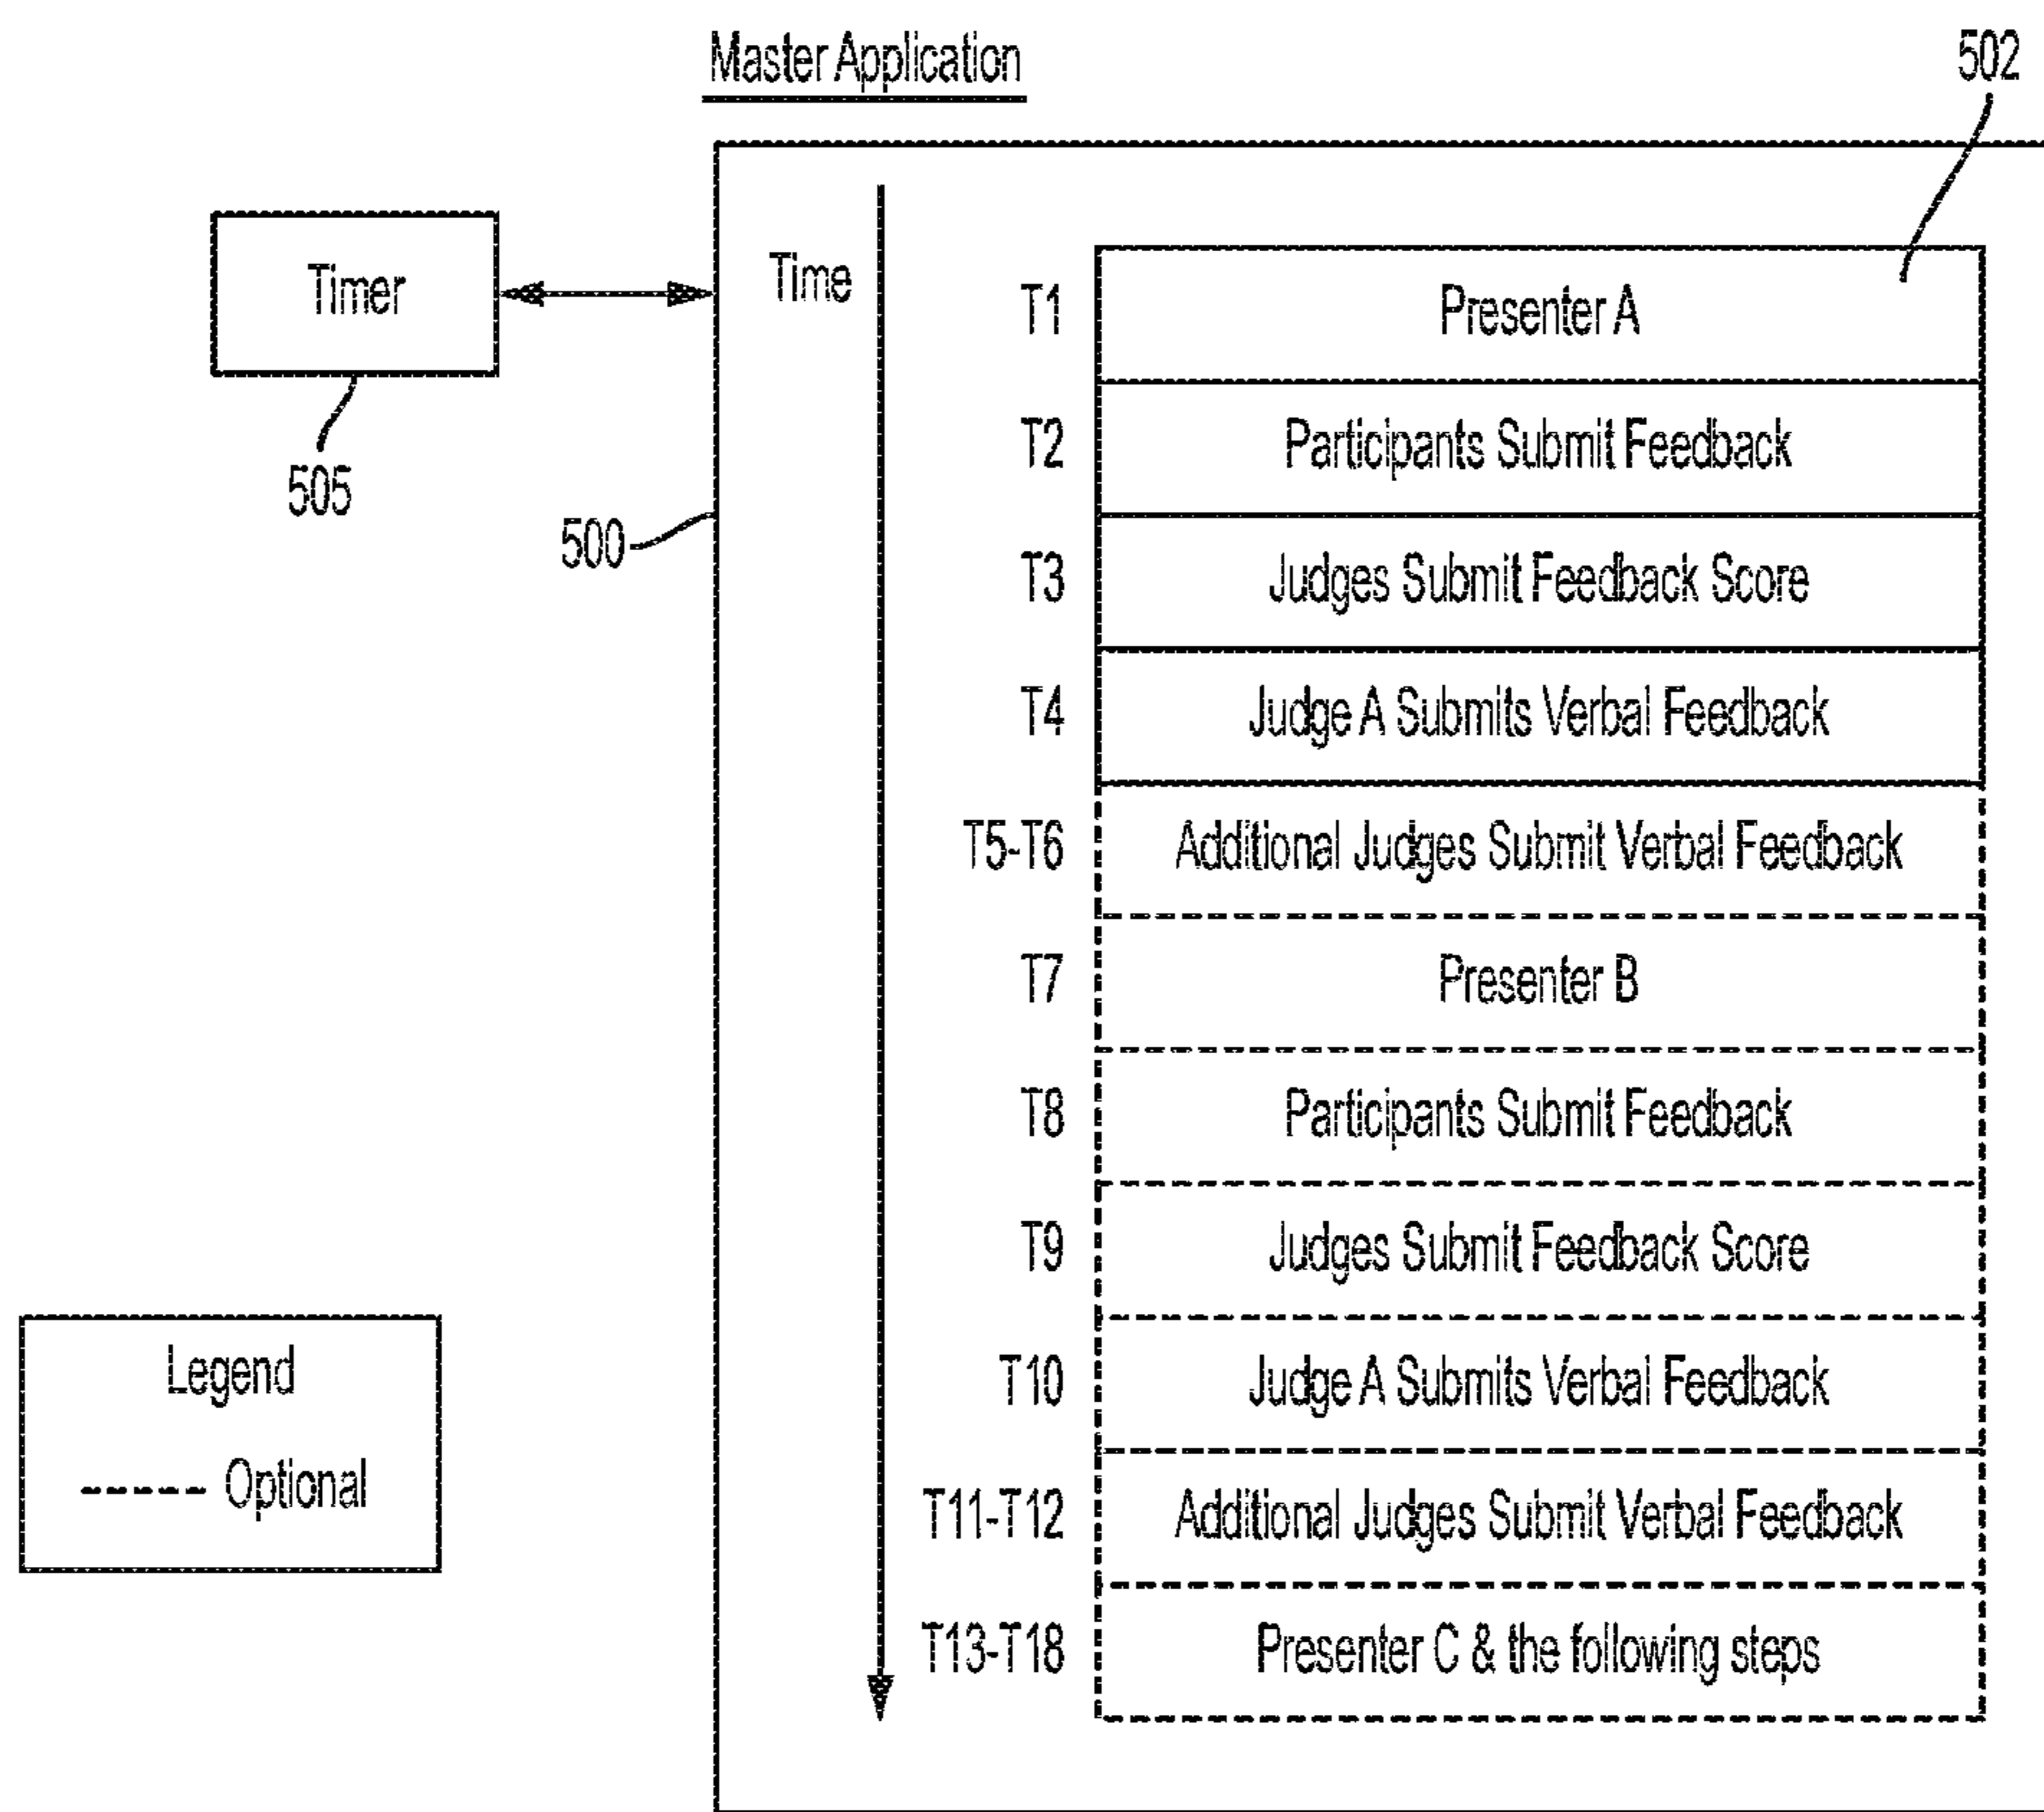 Master Application
502
Timer
505
500
Time
T1 Presenter A
T2 Participants Submit Feedback
T3 Judges Submit Feedback Score
T4 Judge A Submits Verbal Feedback
T5-T6 Additional Judges Submit Verbal Feedback
T7 Presenter B
T8 Participants Submit Feedback
T9 Judges Submit Feedback Score
T10 Judge A Submits Verbal Feedback
T11-T12 Additional Judges Submit Verbal Feedback
T13-T18 Presenter C & the following steps
Legend
Optional